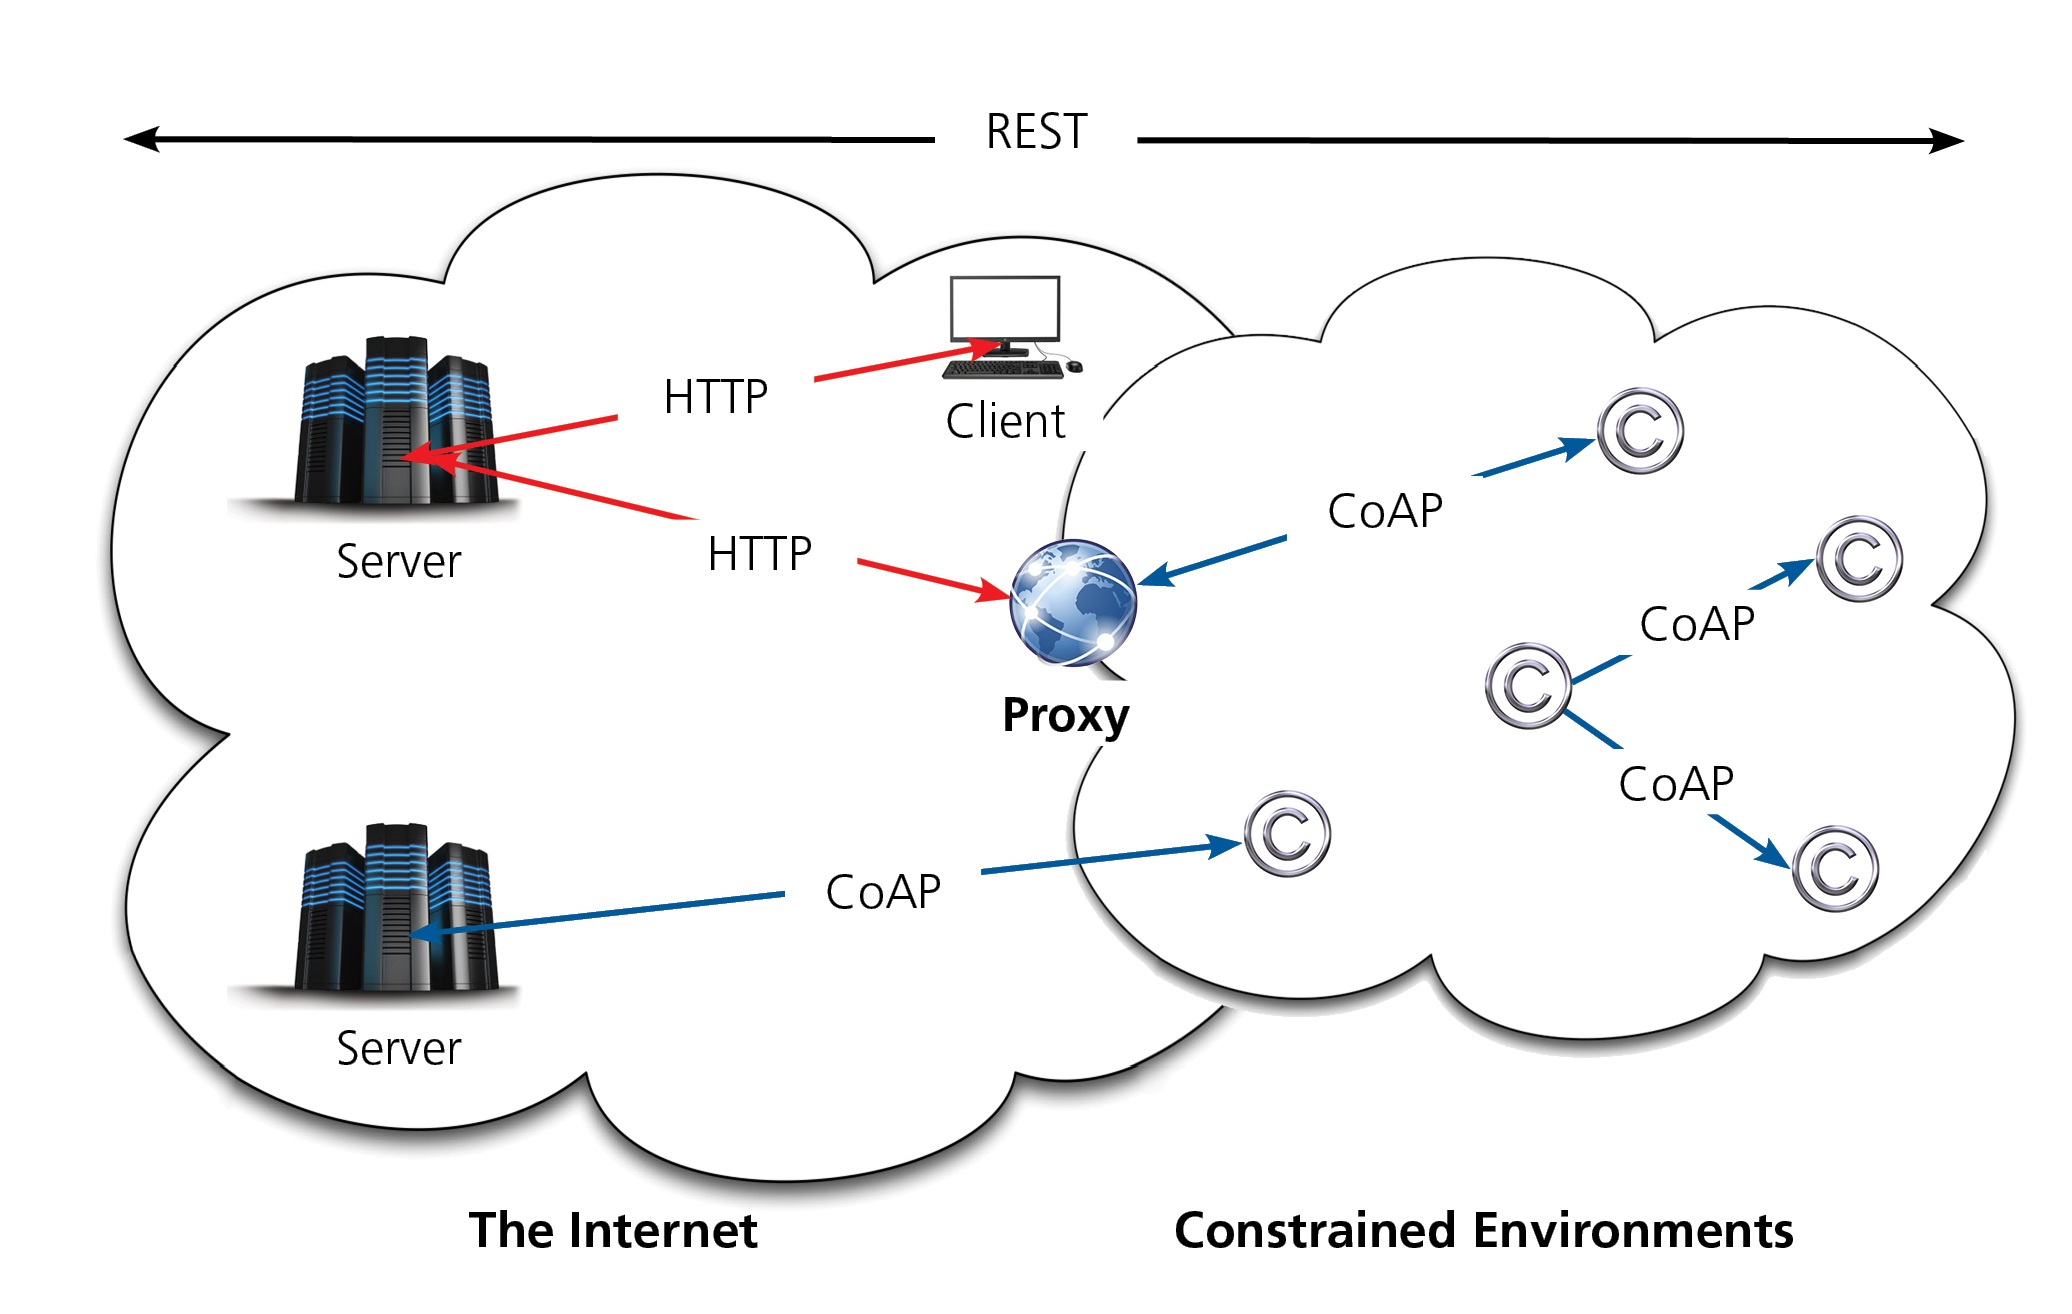 REST
HTTP
Client
Server
HTTP
Proxy
CoAP
©
CoAP
©
©
CoAP
©
CoAP
©
Server
The Internet
Constrained Environments